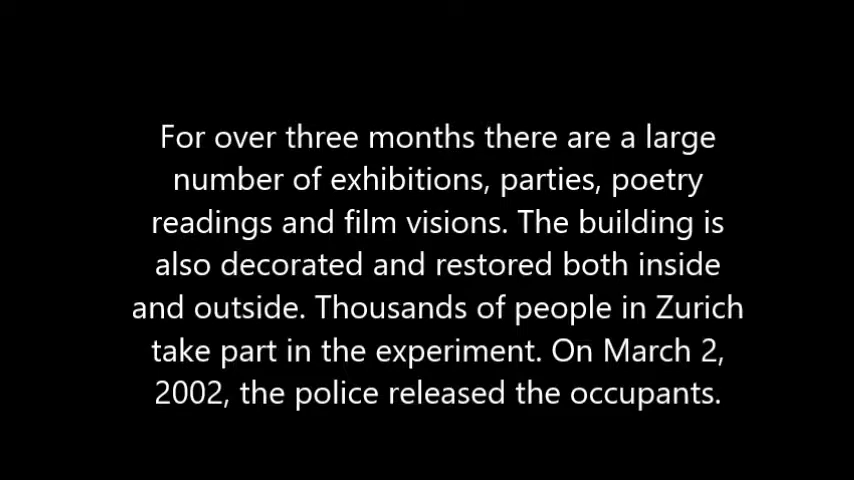 For over three months there are a large
number of exhibitions, parties, poetry
readings and film visions. The building is
also decorated and restored both inside
and outside. Thousands of people in Zurich
take part in the experiment. On March 2,
2002, the police released the occupants.